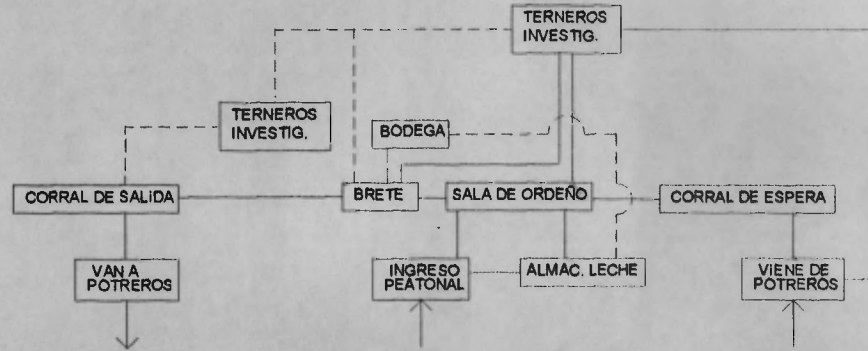 TERNEROS
INVESTIG.
TERNEROS
INVESTIG.
BODEGA
CORRAL DE SALIDA
BRETE
SALA DE ORDEÑO
CORRAL DE ESPERA
VAN A
POTREROS
INGRESO
PEATONAL
ALMAC. LECHE
VIENE DE
POTREROS